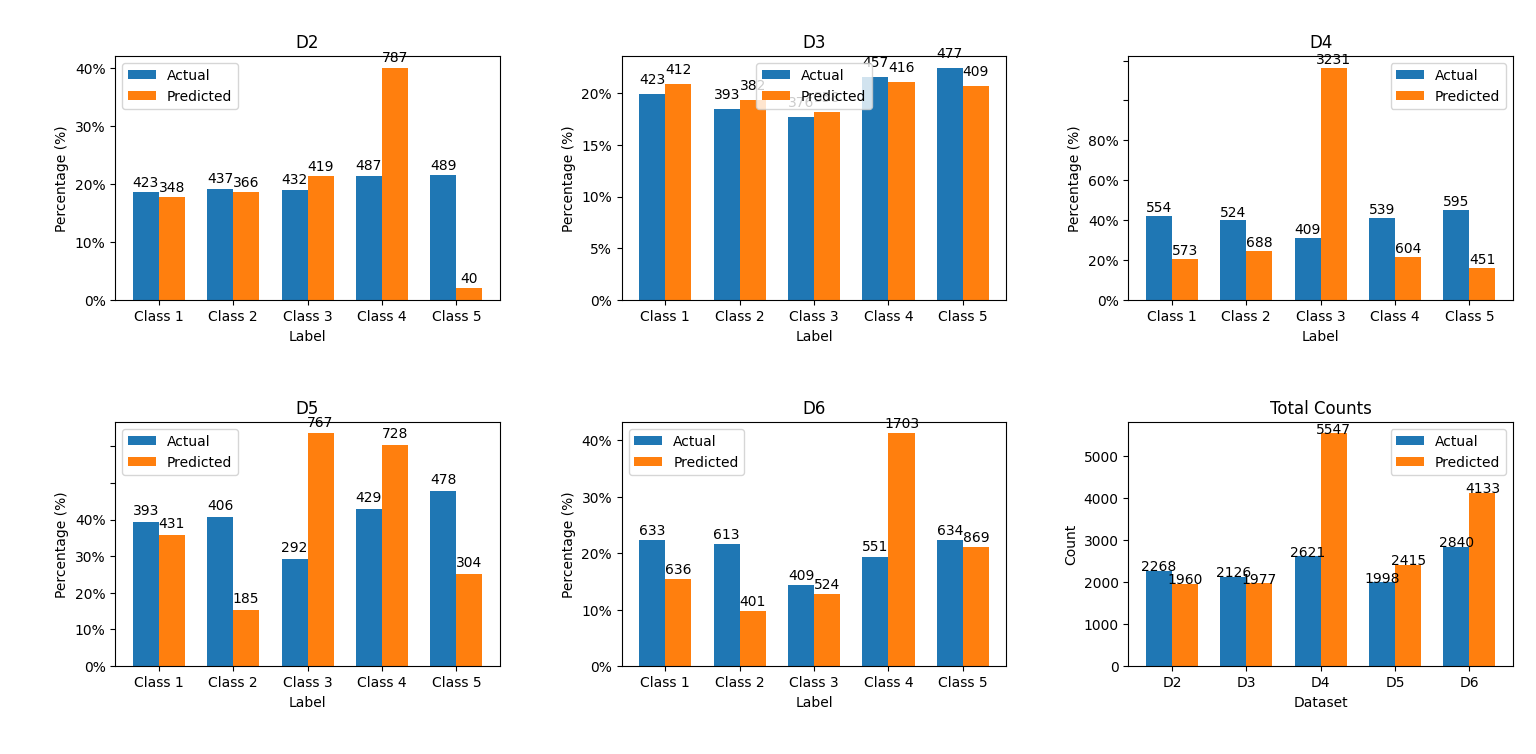 D2
Actual
Predicted
40%
30%
20%
10%
0%
Percentage (%)
423 348 437 366 432 419 487 787 489 40
Class 1 Class 2 Class 3 Class 4 Class 5
Label
D3
Actual
Predicted
20%
15%
10%
5%
0%
Percentage (%)
423 412 393 382 376 457 416 477 409
Class 1 Class 2 Class 3 Class 4 Class 5
Label
D4
Actual
Predicted
80%
60%
40%
20%
0%
Percentage (%)
554 573 524 688 409 3231 539 604 595 451
Class 1 Class 2 Class 3 Class 4 Class 5
Label
D5
Actual
Predicted
40%
30%
20%
10%
0%
Percentage (%)
393 431 406 185 292 767 429 728 478 304
Class 1 Class 2 Class 3 Class 4 Class 5
Label
D6
Actual
Predicted
40%
30%
20%
10%
0%
Percentage (%)
633 636 613 401 409 524 551 1703 634 869
Class 1 Class 2 Class 3 Class 4 Class 5
Label
Total Counts
Actual
Predicted
5000
4000
3000
2000
1000
0
Count
2268 1960 2126 1977 2621 5547 1998 2415 2840 4133
D2 D3 D4 D5 D6
Dataset